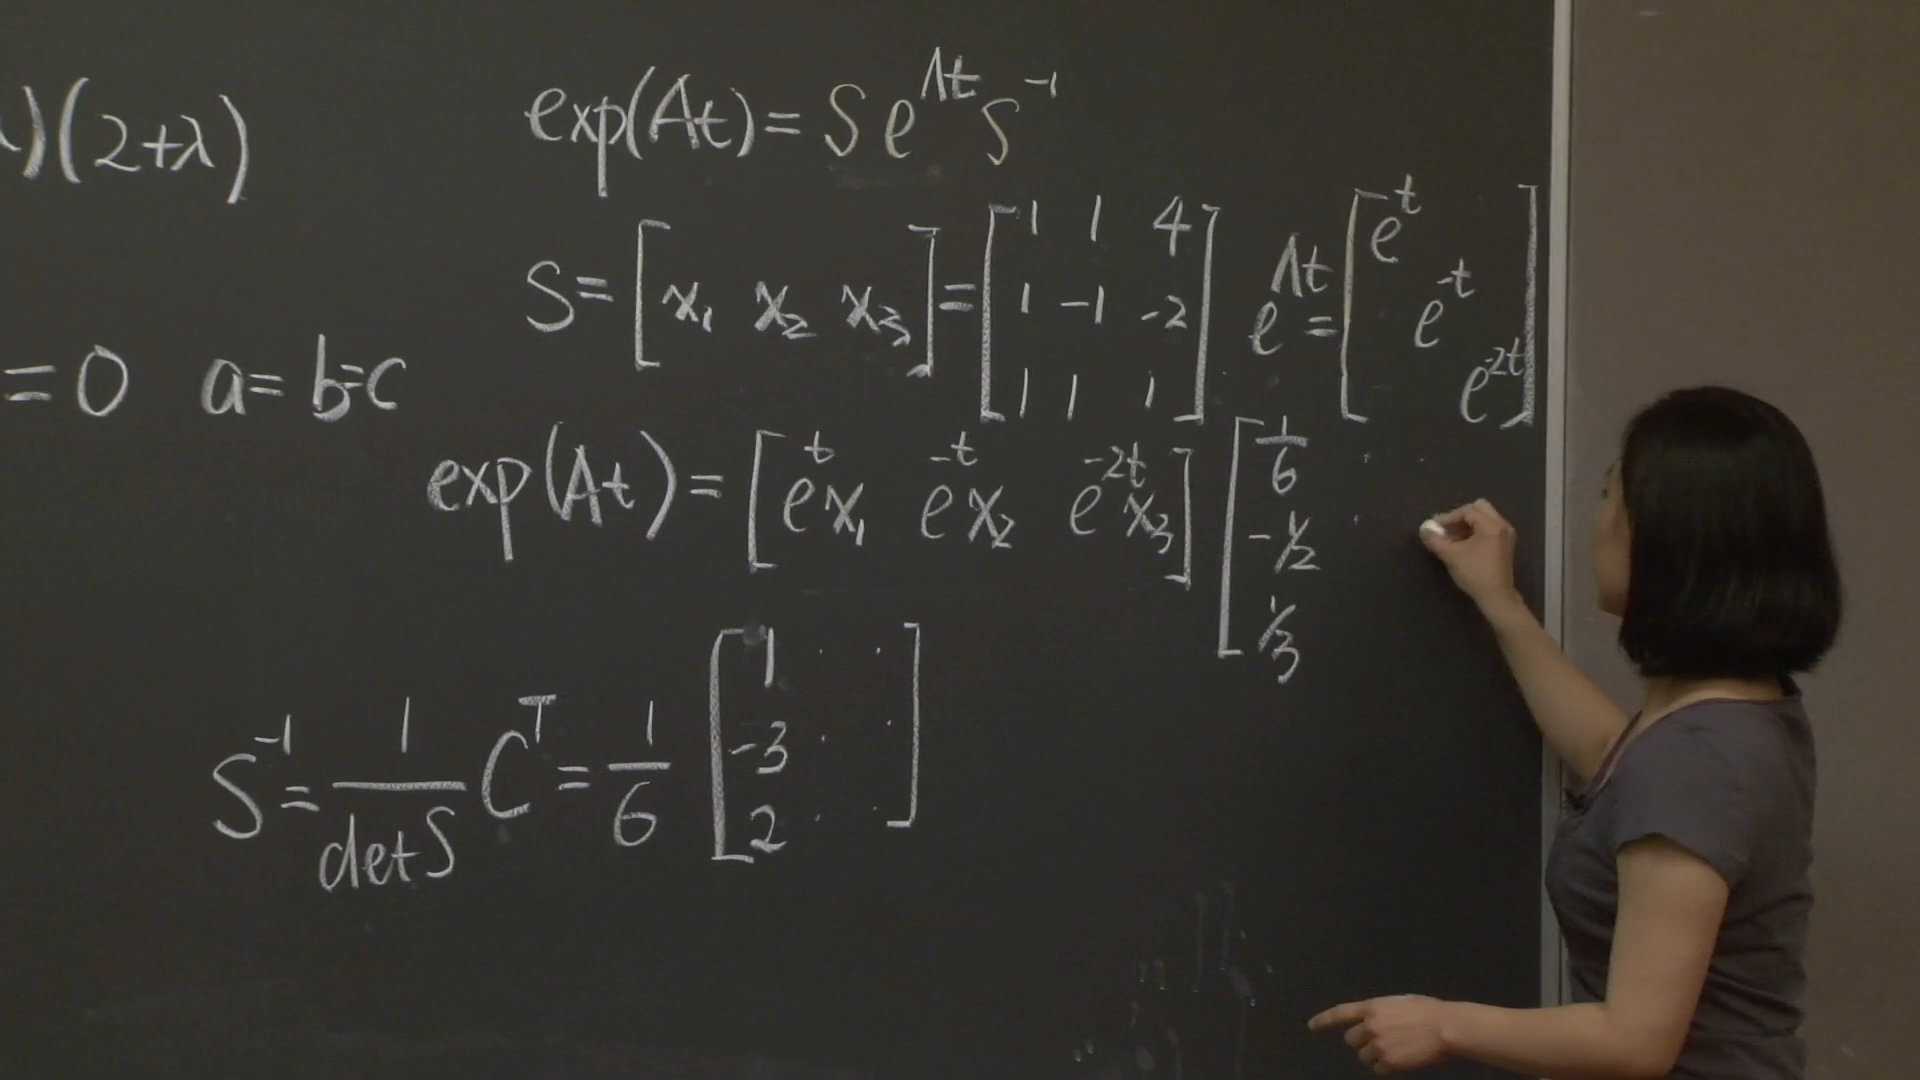 λ)(2+λ)
exp(At) = S e^Λt S^-1
S = [x₁ x₂ x₃] = [1 1 4
1 -1 -2
1 1 1]
e^Λt = [e^t
e^-t
e^-2t]
= 0 a = b = c
exp(At) = [e^t x₁ e^-t x₂ e^-2t x₃] [1/6 · ·
-1/2 ·
1/3
S^-1 = 1/detS C^T = 1/6 [1 · ·
-3 · ·
2 · ·]